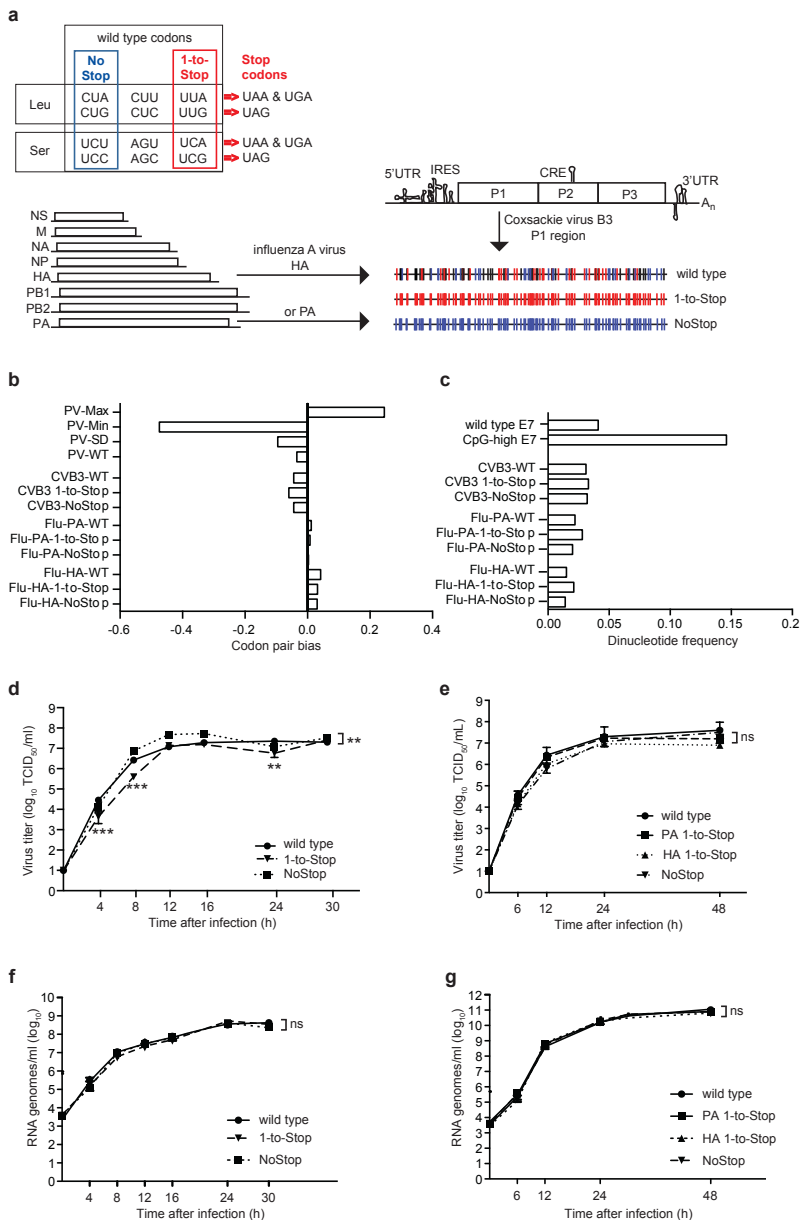 a
wild type codons
No Stop
1-to-Stop
Stop codons
Leu
CUA CUU UUA UAA & UGA
CUG CUC UUG UAG
Ser
UCU AGU UCA UAA & UGA
UCC AGC UCG UAG
NS
M
NA
NP
HA
PB1
PB2
PA
influenza A virus
HA
or PA
5'UTR
IRES
CRE
3'UTR
P1
P2
P3
An
Coxsackie virus B3
P1 region
wild type
1-to-Stop
NoStop
b
PV-Max
PV-Min
PV-SD
PV-WT
CVB3-WT
CVB3 1-to-Stop
CVB3-NoStop
Flu-PA-WT
Flu-PA-1-to-Stop
Flu-PA-NoStop
Flu-HA-WT
Flu-HA-1-to-Stop
Flu-HA-NoStop
-0.6 -0.4 -0.2 0.0 0.2 0.4
Codon pair bias
c
wild type E7
CpG-high E7
CVB3-WT
CVB3 1-to-Stop
CVB3-NoStop
Flu-PA-WT
Flu-PA-1-to-Stop
Flu-PA-NoStop
Flu-HA-WT
Flu-HA-1-to-Stop
Flu-HA-NoStop
0.00 0.05 0.10 0.15 0.2
Dinucleotide frequency
d
Virus titer (log10 TCID50/ml)
9
8
7
6
5
4
3
2
1
0
***
***
**
**
wild type
1-to-Stop
NoStop
4 8 12 16 24 30
Time after infection (h)
e
Virus titer (log10 TCID50/mL)
9
8
7
6
5
4
3
2
1
0
ns
wild type
PA 1-to-Stop
HA 1-to-Stop
NoStop
6 12 24 48
Time after infection (h)
f
RNA genomes/ml (log10)
10
9
8
7
6
5
4
3
2
1
0
ns
wild type
1-to-Stop
NoStop
4 8 12 16 24 30
Time after infection (h)
g
RNA genomes/ml (log10)
12
11
10
9
8
7
6
5
4
3
2
1
0
ns
wild type
PA 1-to-Stop
HA 1-to-Stop
NoStop
6 12 24 48
Time after infection (h)